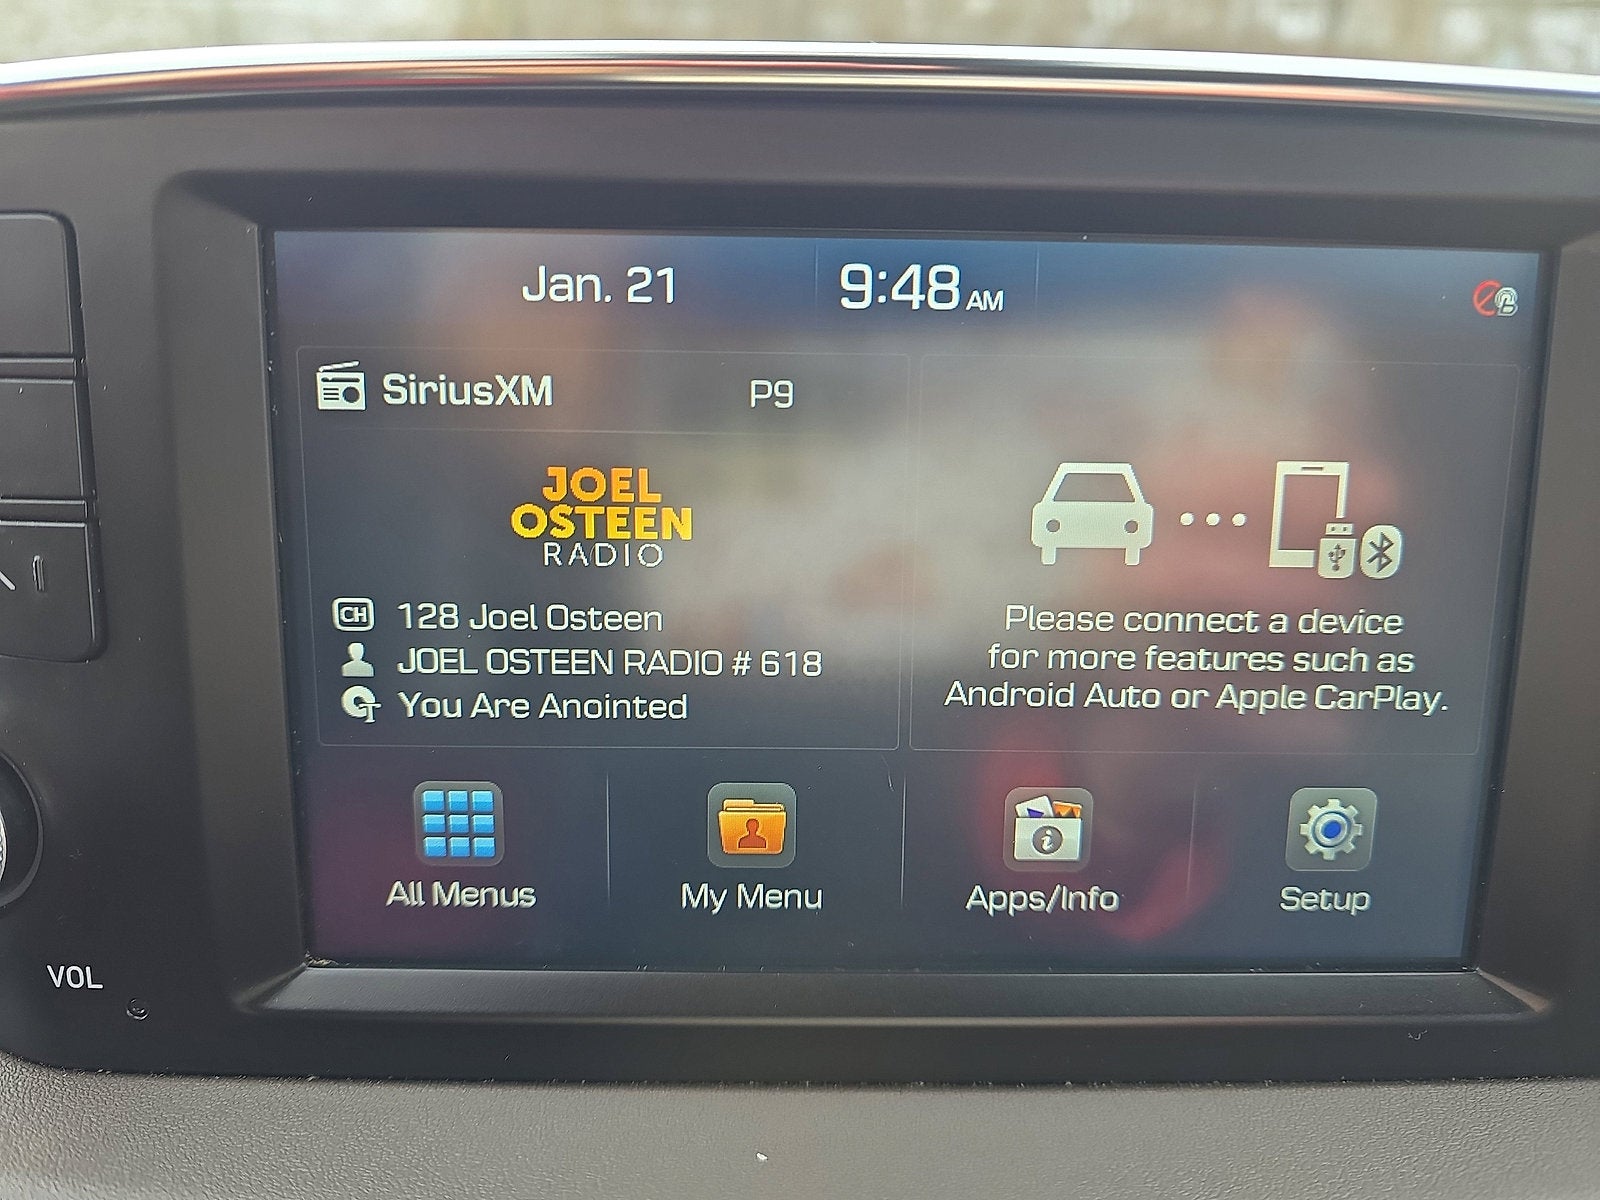 Jan. 21
9:48 AM
SiriusXM
P9
JOEL
OSTEEN
RADIO
CH 128 Joel Osteen
JOEL OSTEEN RADIO # 618
You Are Anointed
Please connect a device
for more features such as
Android Auto or Apple CarPlay.
All Menus
My Menu
Apps/Info
Setup
VOL